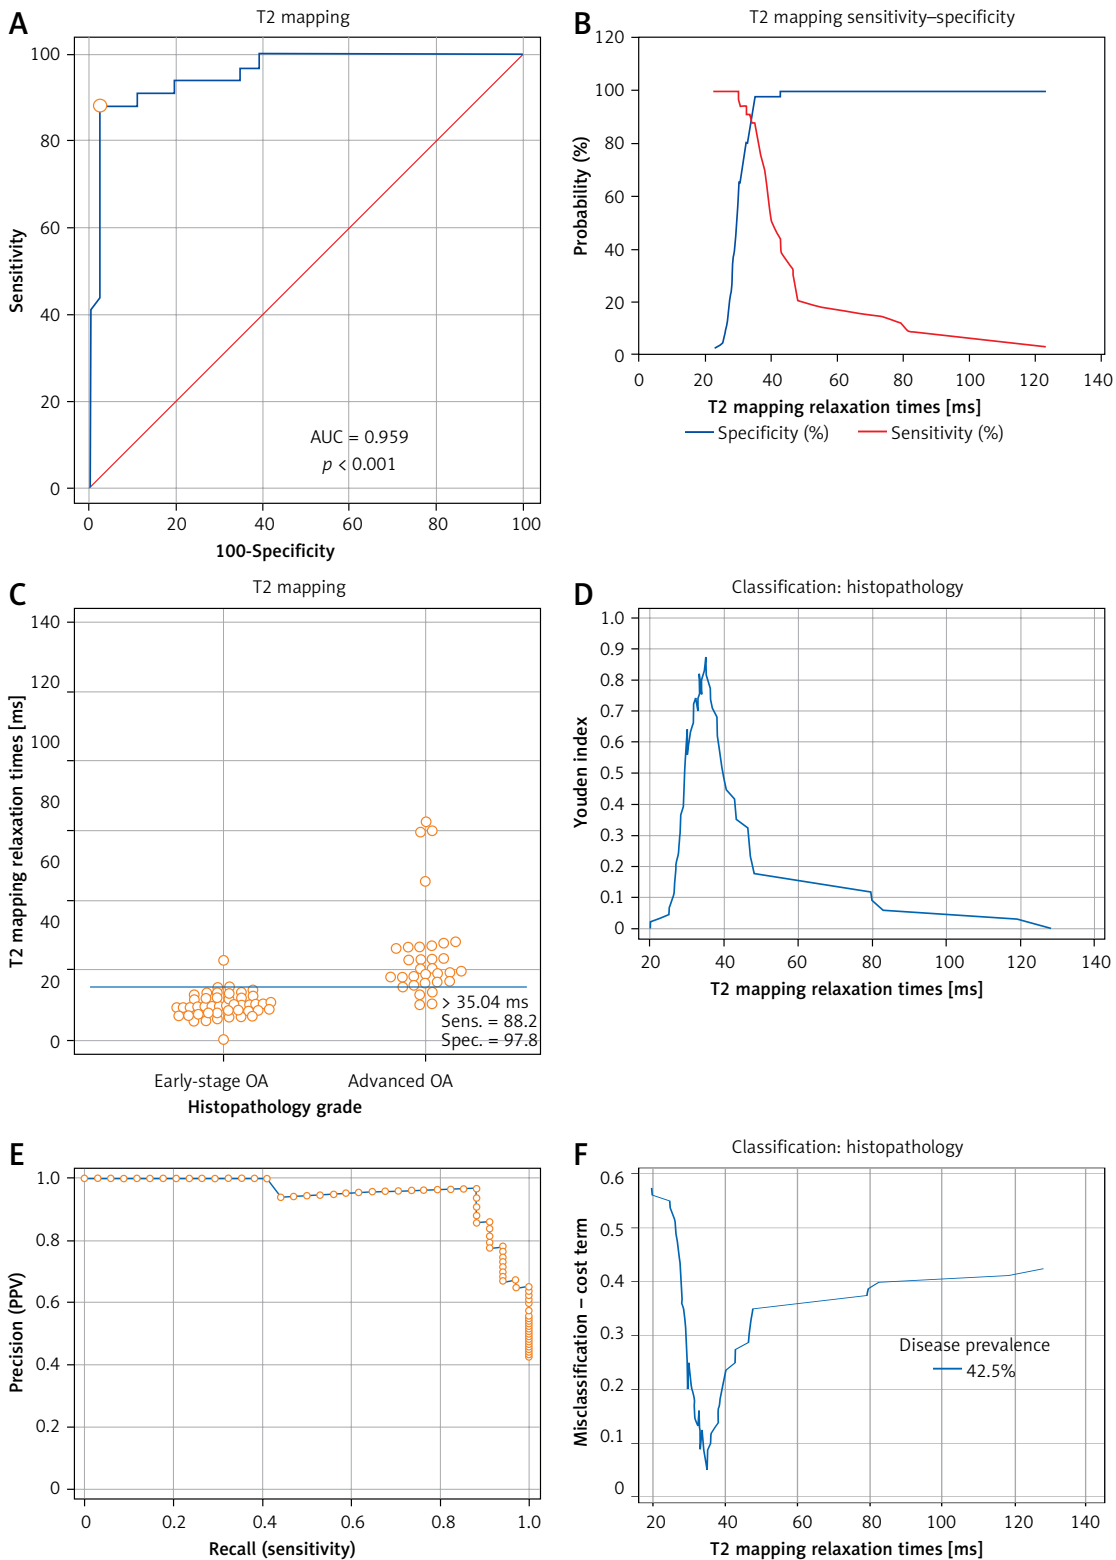 A
T2 mapping
100
80
60
40
20
0
Sensitivity
AUC = 0.959
p < 0.001
0 20 40 60 80 100
100-Specificity
B
T2 mapping sensitivity–specificity
120
100
80
60
40
20
0
Probability (%)
0 20 40 60 80 100 120 140
T2 mapping relaxation times [ms]
Specificity (%) Sensitivity (%)
C
T2 mapping
140
120
100
80
60
40
20
0
T2 mapping relaxation times [ms]
> 35.04 ms
Sens. = 88.2
Spec. = 97.8
Early-stage OA Advanced OA
Histopathology grade
D
Classification: histopathology
1.0
0.9
0.8
0.7
0.6
0.5
0.4
0.3
0.2
0.1
0
Youden index
20 40 60 80 100 120 140
T2 mapping relaxation times [ms]
E
1.0
0.8
0.6
0.4
0.2
0
Precision (PPV)
0 0.2 0.4 0.6 0.8 1.0
Recall (sensitivity)
F
Classification: histopathology
0.6
0.5
0.4
0.3
0.2
0.1
0
Misclassification – cost term
Disease prevalence
42.5%
20 40 60 80 100 120 140
T2 mapping relaxation times [ms]